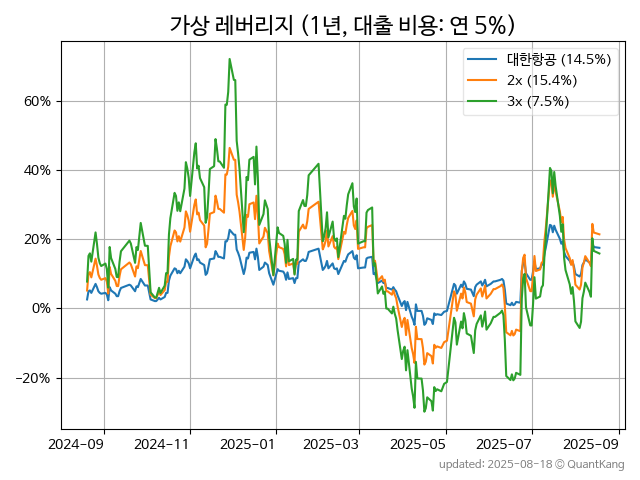 가상 레버리지 (1년, 대출 비용: 연 5%)
대한항공 (14.5%)
2x (15.4%)
3x (7.5%)
60%
40%
20%
0%
−20%
2024-09 2024-11 2025-01 2025-03 2025-05 2025-07 2025-09
updated: 2025-08-18 © QuantKang